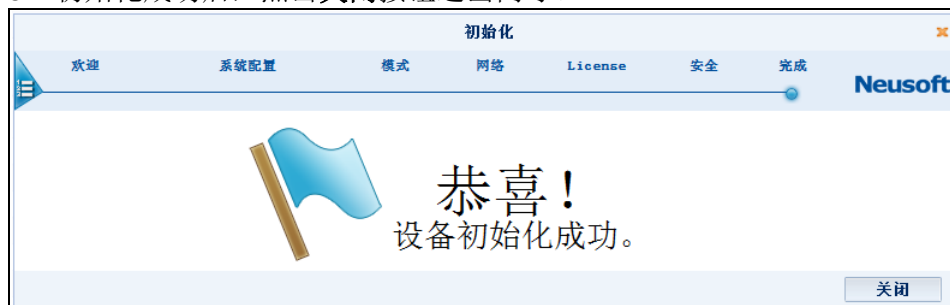 初始化
欢迎 系统配置 模式 网络 License 安全 完成
Neusoft
恭喜！
设备初始化成功。
关闭